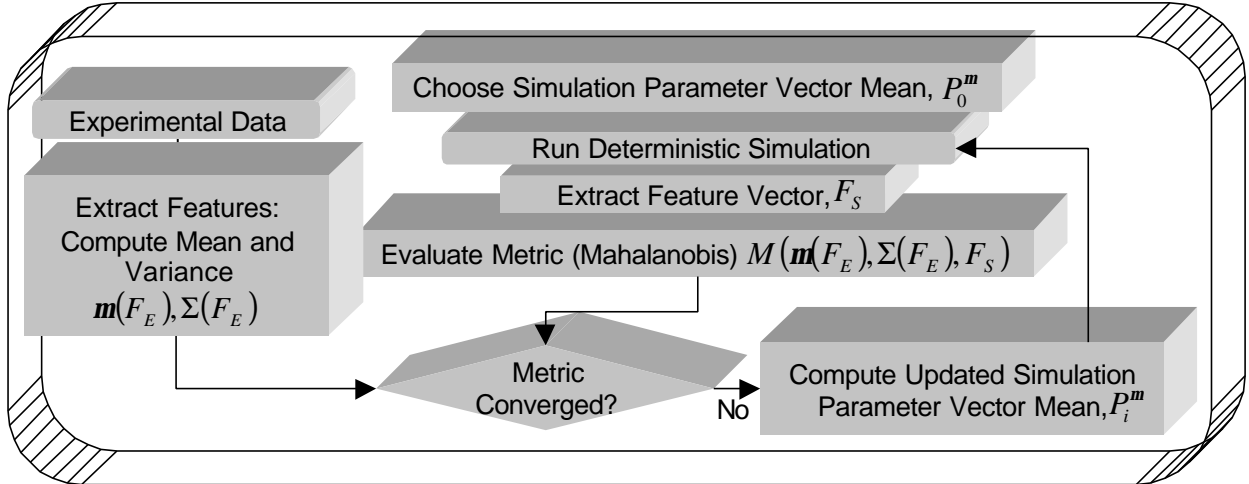 Choose Simulation Parameter Vector Mean, P₀ᵐ
Experimental Data
Run Deterministic Simulation
Extract Feature Vector, F_S
Extract Features:
Compute Mean and
Variance
m(F_E), Σ(F_E)
Evaluate Metric (Mahalanobis) M(m(F_E), Σ(F_E), F_S)
Metric
Converged?
No
Compute Updated Simulation
Parameter Vector Mean, P_iᵐ